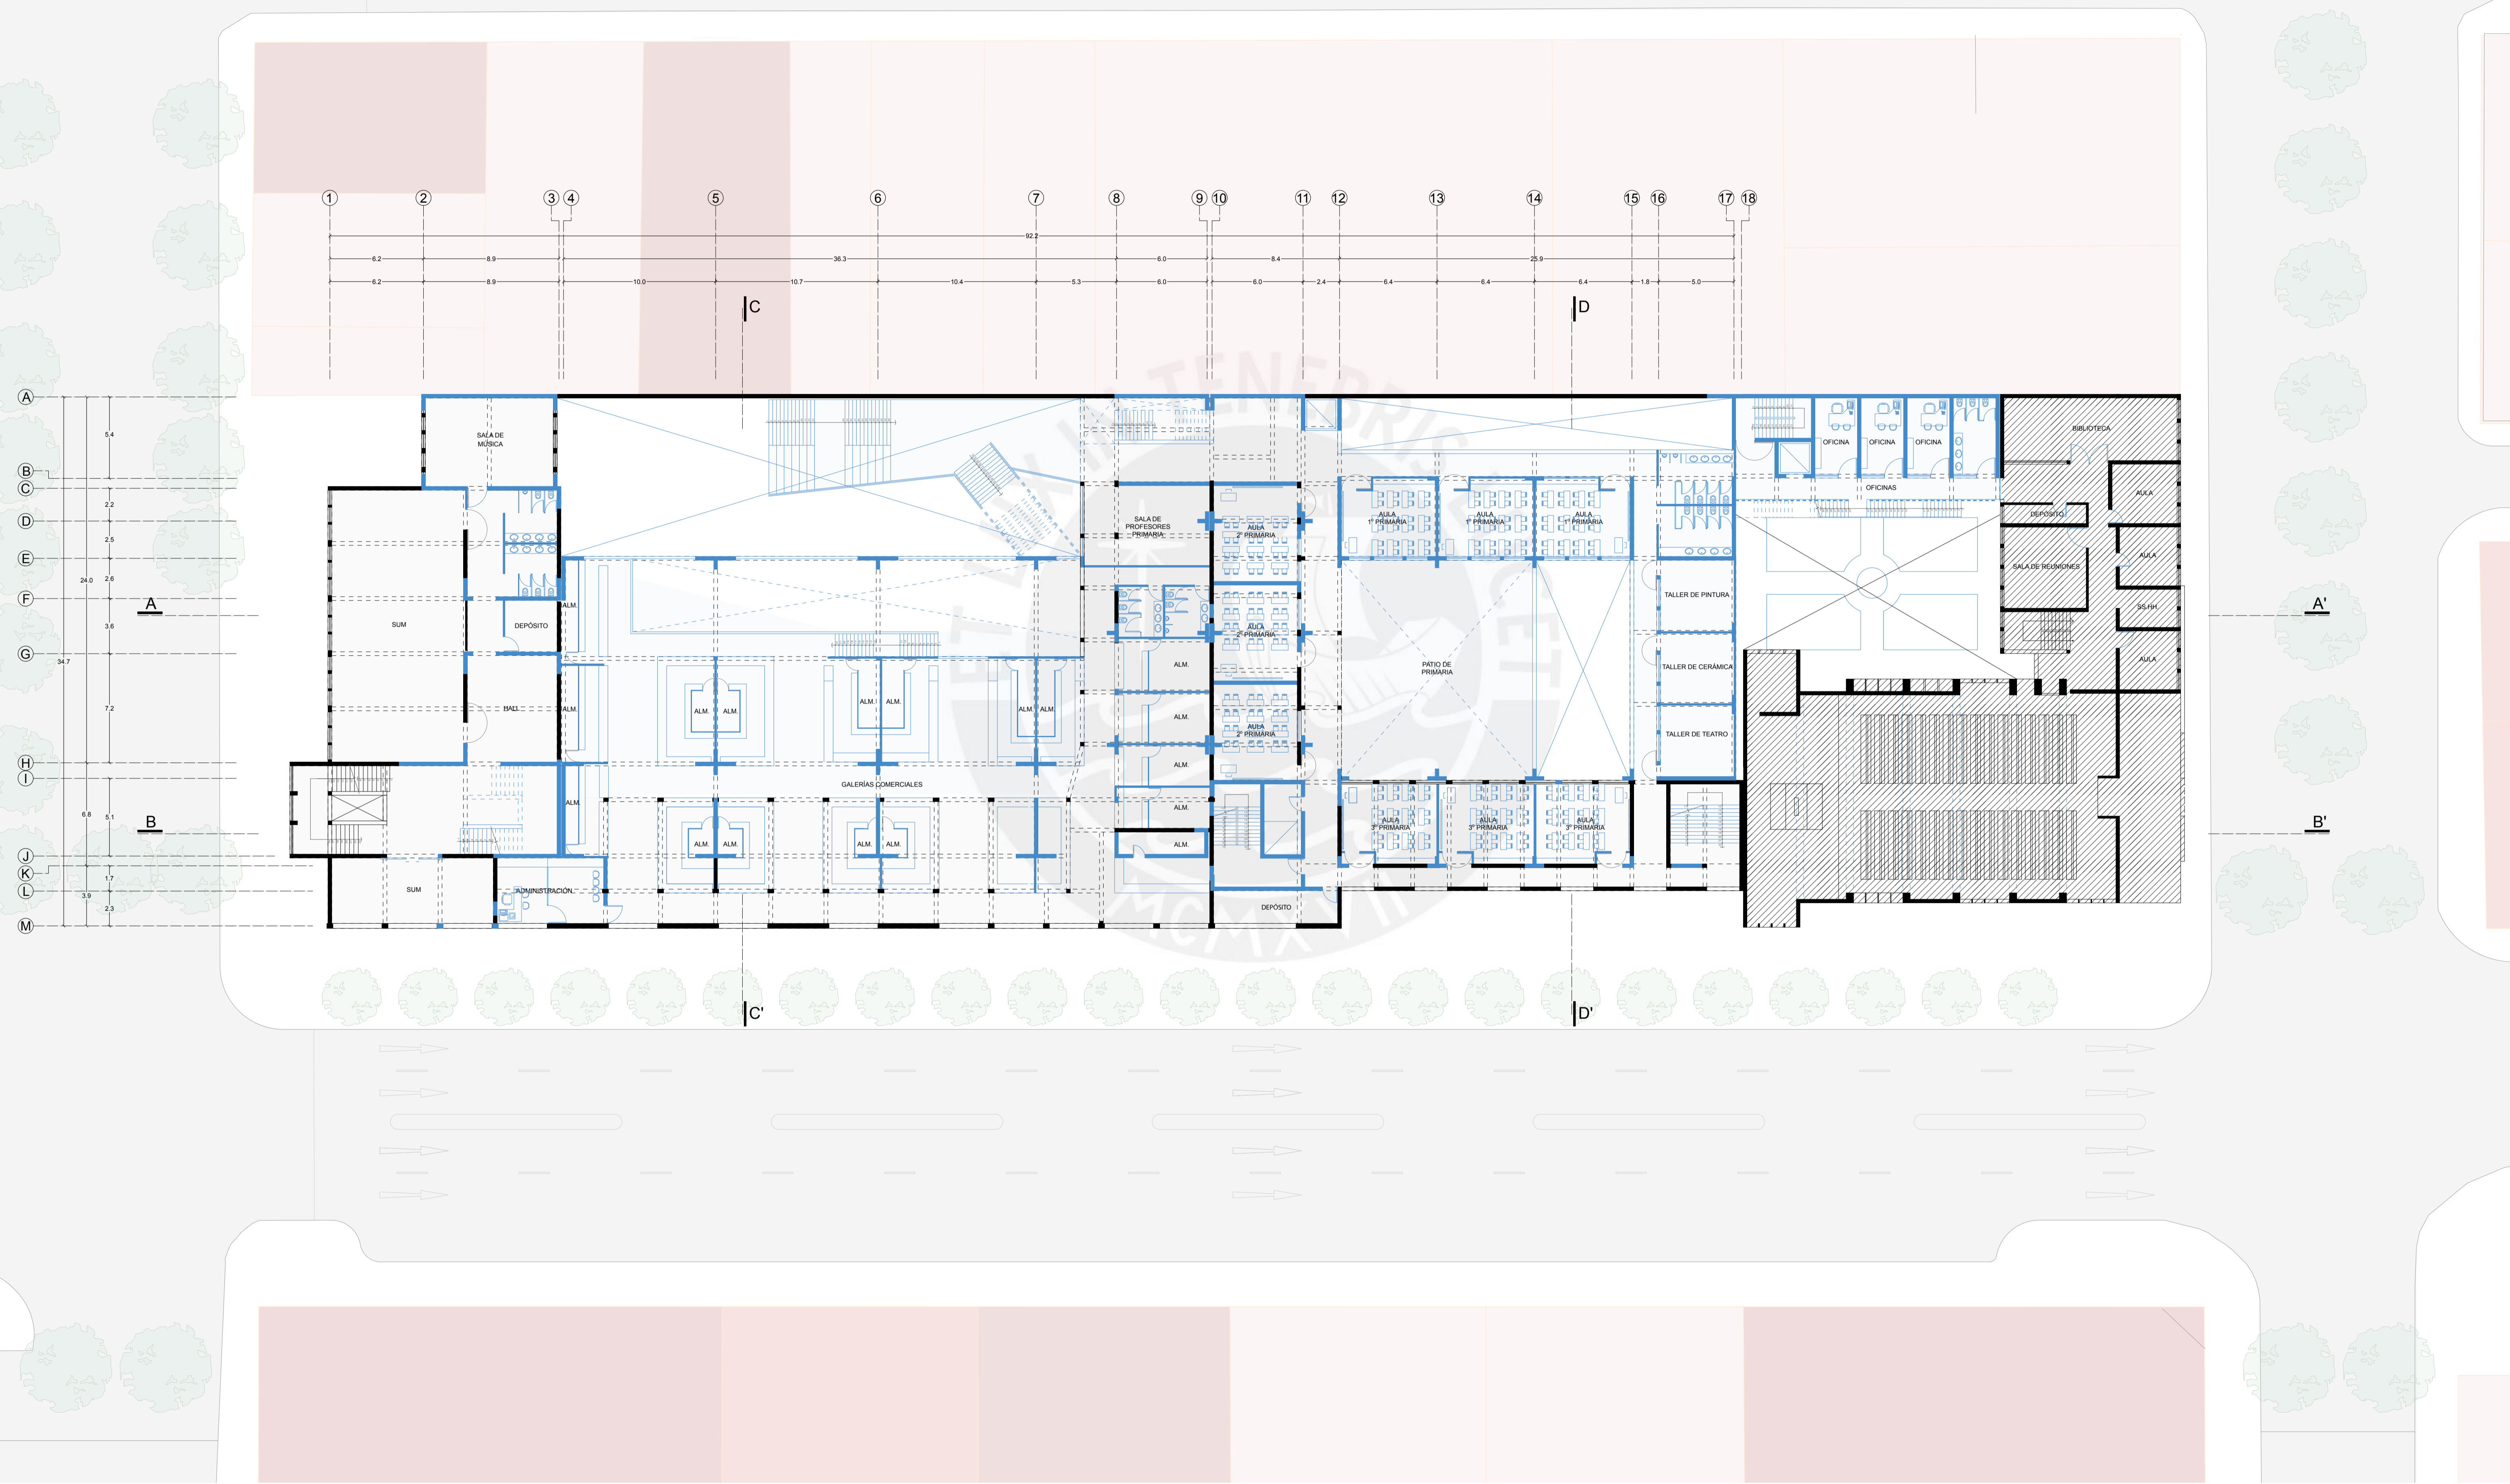 1 2 3 4 5 6 7 8 9 10 11 12 13 14 15 16 17 18
92.2
6.2 8.9 36.3 6.0 8.4 25.9
6.2 8.9 10.0 10.7 10.4 5.3 6.0 6.0 2.4 6.4 6.4 6.4 1.8 5.0
C D
A
B
C
D
E
F
G
H
I
J
K
L
M
5.4
2.2
2.5
2.6
3.6
7.2
5.1
1.7
2.3
24.0
6.8
3.9
34.7
A A'
B B'
SALA DE
MÚSICA
SUM
DEPÓSITO
HALL
SUM
ADMINISTRACIÓN
ALM.
ALM.
ALM.
ALM. ALM.
ALM. ALM.
ALM. ALM.
GALERÍAS COMERCIALES
ALM. ALM.
ALM. ALM.
SALA DE
PROFESORES
PRIMARIA
ALM.
ALM.
ALM.
ALM.
ALM.
AULA
2° PRIMARIA
AULA
2° PRIMARIA
AULA
2° PRIMARIA
DEPÓSITO
AULA
1° PRIMARIA
AULA
1° PRIMARIA
AULA
1° PRIMARIA
PATIO DE
PRIMARIA
AULA
3° PRIMARIA
AULA
3° PRIMARIA
AULA
3° PRIMARIA
TALLER DE PINTURA
TALLER DE CERÁMICA
TALLER DE TEATRO
OFICINA OFICINA OFICINA
OFICINAS
BIBLIOTECA
AULA
DEPÓSITO
AULA
SALA DE REUNIONES
SS.HH.
AULA
C' D'
ET LUX IN TENEBRIS LUCET
MCMXVII